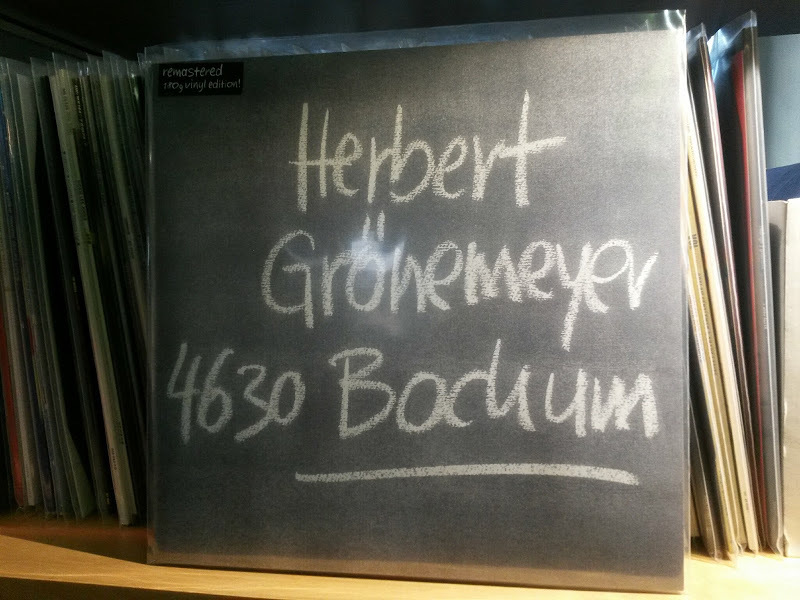 remastered
180g vinyl edition!
Herbert
Grönemeyer
4630 Bochum